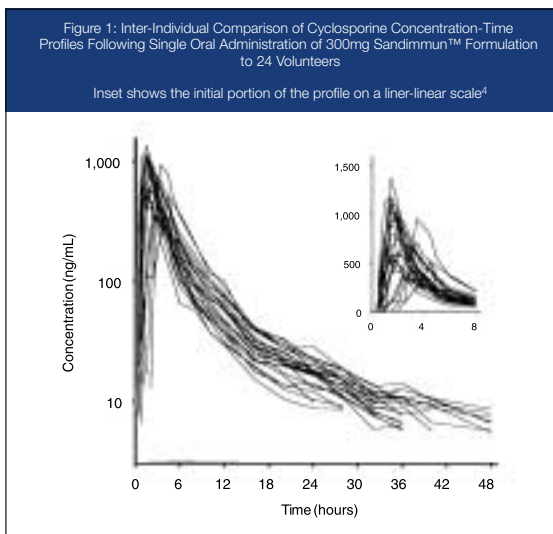 Figure 1: Inter-Individual Comparison of Cyclosporine Concentration-Time
Profiles Following Single Oral Administration of 300mg Sandimmun™ Formulation
to 24 Volunteers
Inset shows the initial portion of the profile on a liner-linear scale⁴
1,000
100
10
Concentration (ng/mL)
0 6 12 18 24 30 36 42 48
Time (hours)
1,500
1,000
500
0
0 4 8